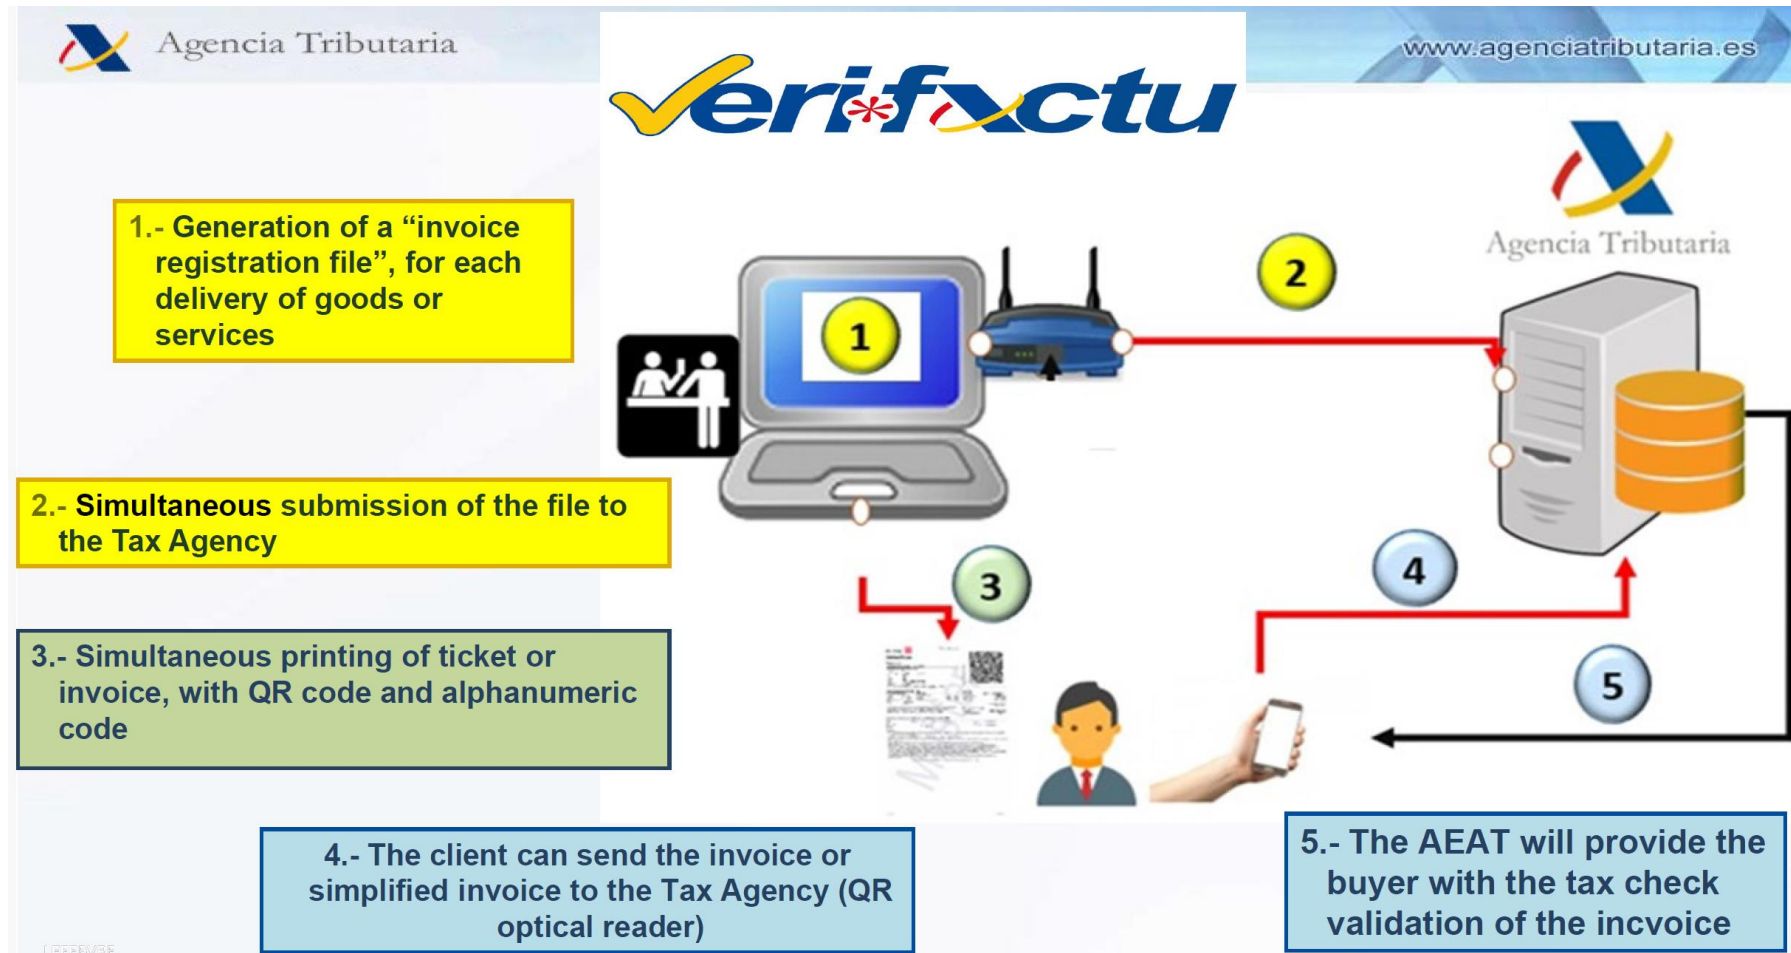 Agencia Tributaria
www.agenciatributaria.es
Veri*factu
Agencia Tributaria
1.- Generation of a “invoice
registration file”, for each
delivery of goods or
services
1
2
2.- Simultaneous submission of the file to
the Tax Agency
3
4
3.- Simultaneous printing of ticket or
invoice, with QR code and alphanumeric
code
5
4.- The client can send the invoice or
simplified invoice to the Tax Agency (QR
optical reader)
5.- The AEAT will provide the
buyer with the tax check
validation of the incvoice